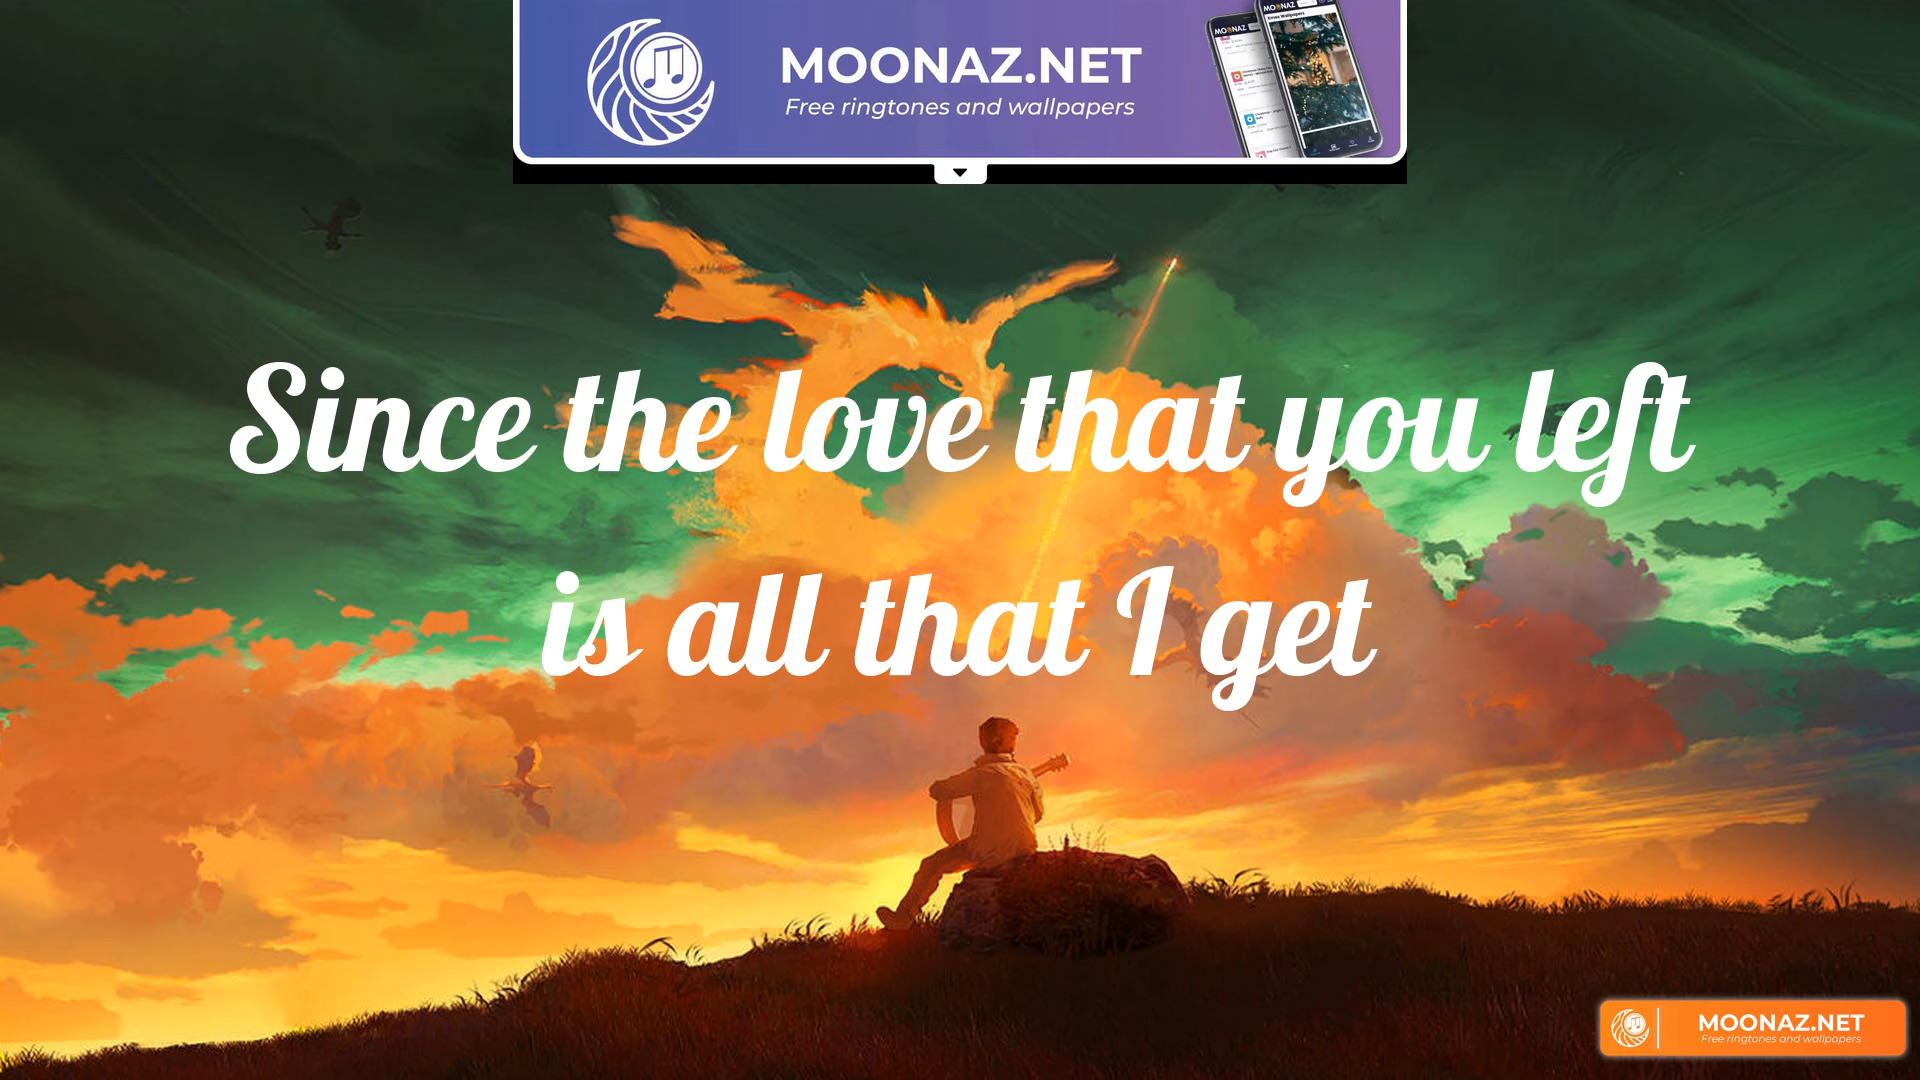 MOONAZ.NET
Free ringtones and wallpapers
Since the love that you left
is all that I get
MOONAZ.NET
Free ringtones and wallpapers